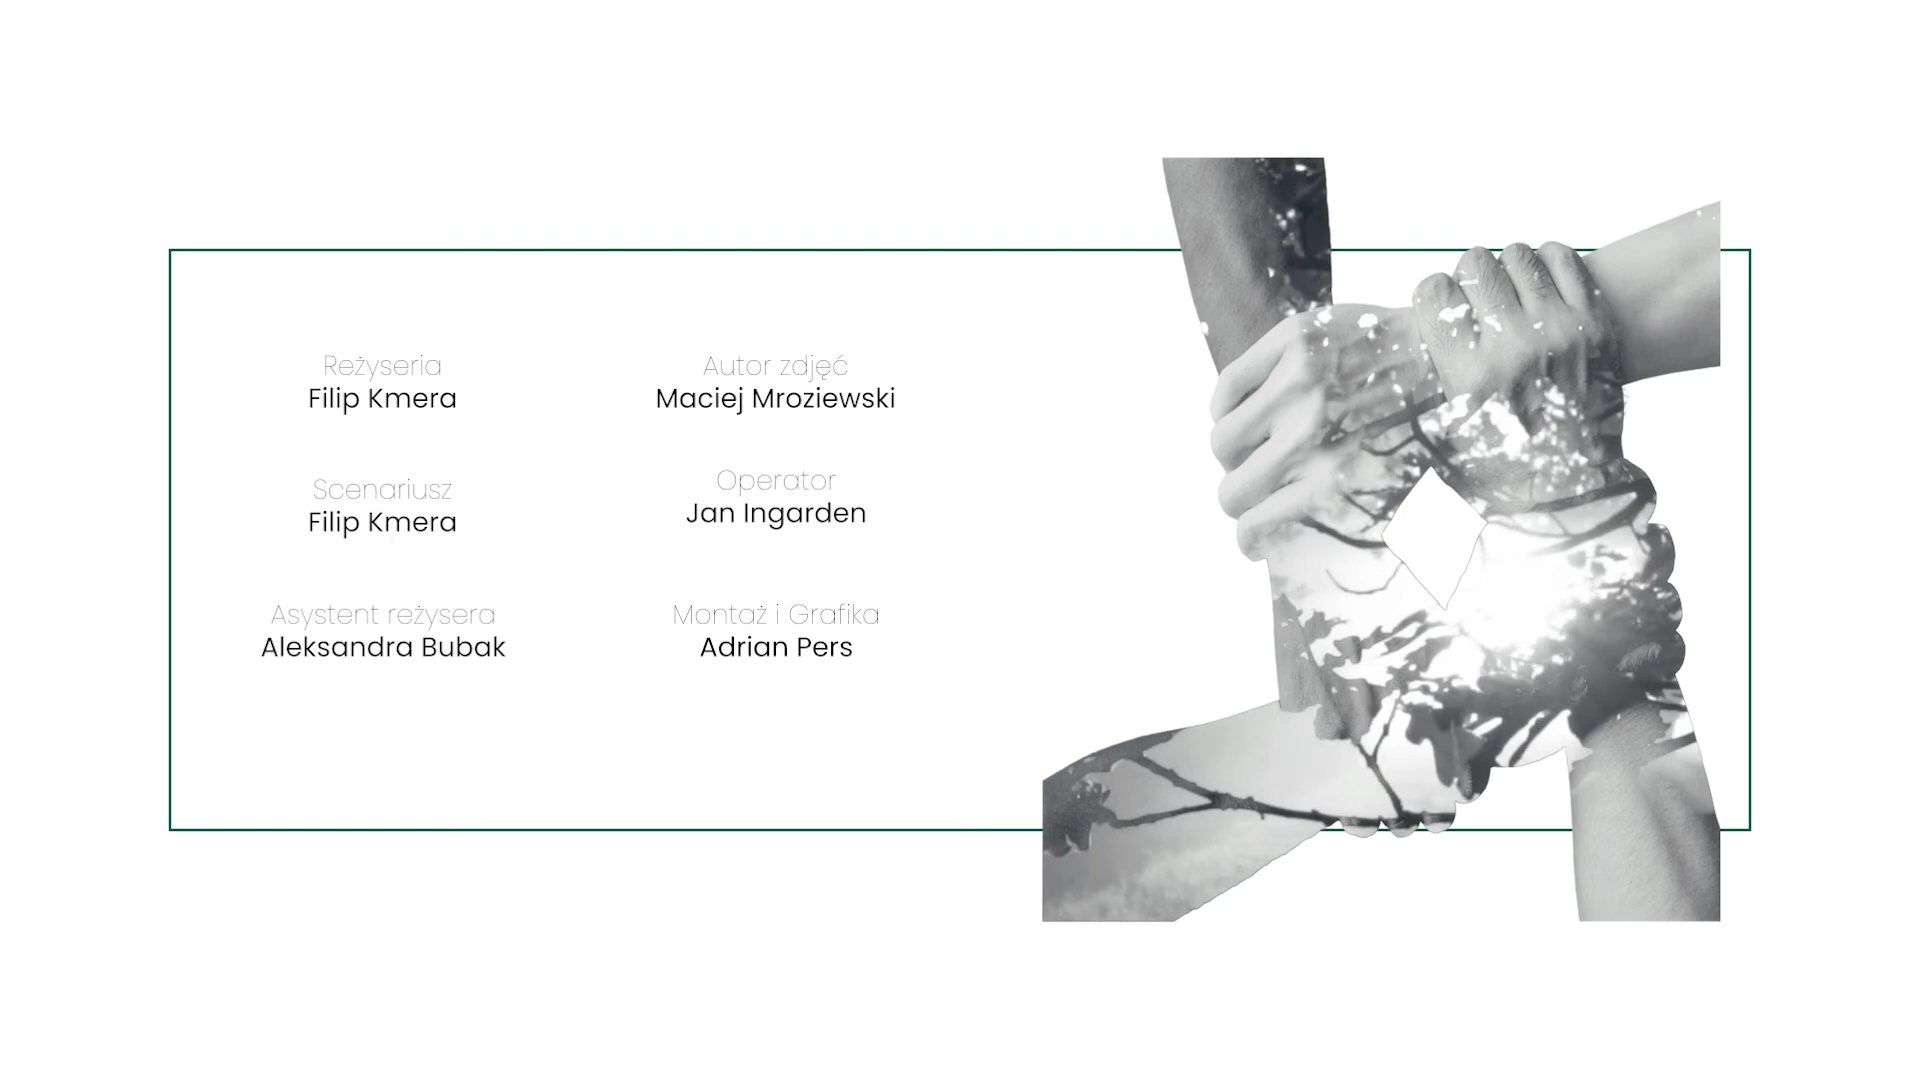 Reżyseria
Filip Kmera
Scenariusz
Filip Kmera
Asystent reżysera
Aleksandra Bubak
Autor zdjęć
Maciej Mroziewski
Operator
Jan Ingarden
Montaż i Grafika
Adrian Pers